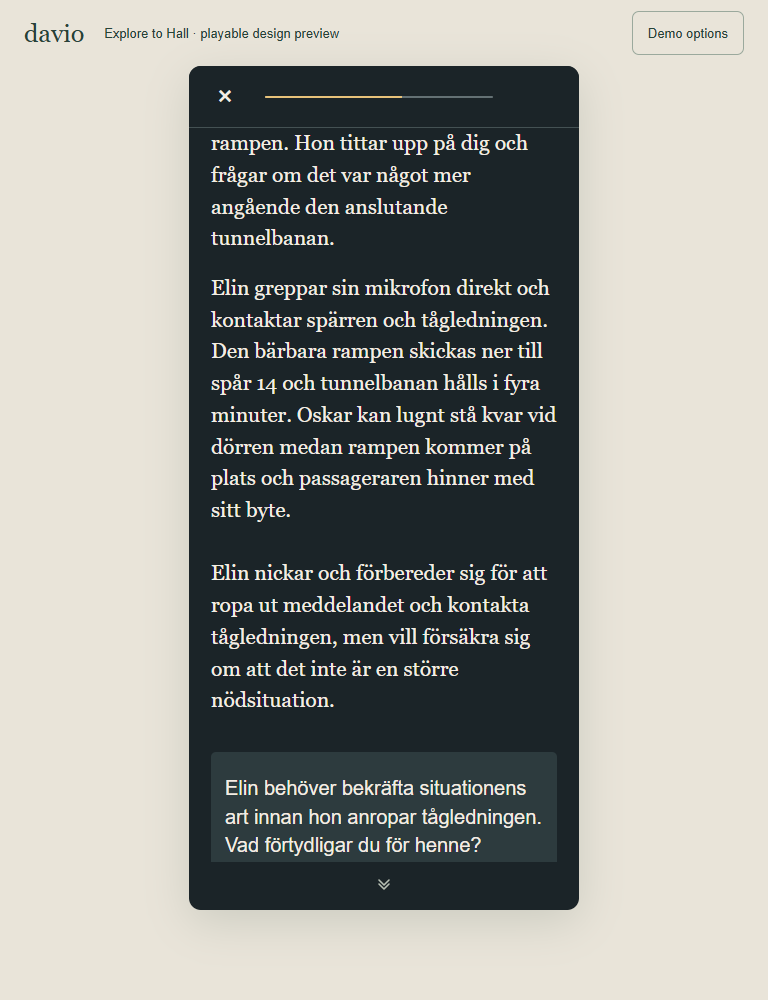 davio
Explore to Hall · playable design preview
Demo options
rampen. Hon tittar upp på dig och
frågar om det var något mer
angående den anslutande
tunnelbanan.
Elin greppar sin mikrofon direkt och
kontaktar spärren och tågledningen.
Den bärbara rampen skickas ner till
spår 14 och tunnelbanan hålls i fyra
minuter. Oskar kan lugnt stå kvar vid
dörren medan rampen kommer på
plats och passageraren hinner med
sitt byte.
Elin nickar och förbereder sig för att
ropa ut meddelandet och kontakta
tågledningen, men vill försäkra sig
om att det inte är en större
nödsituation.
Elin behöver bekräfta situationens
art innan hon anropar tågledningen.
Vad förtydligar du för henne?